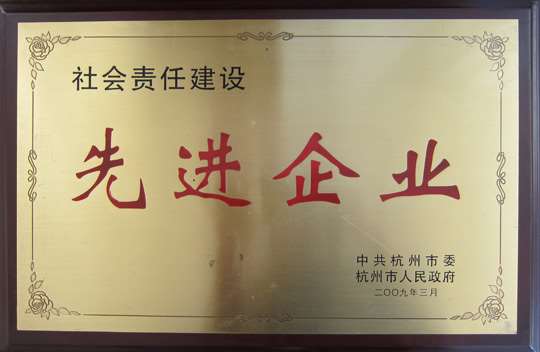 社会责任建设
先进企业
中共杭州市委
杭州市人民政府
二〇〇九年三月